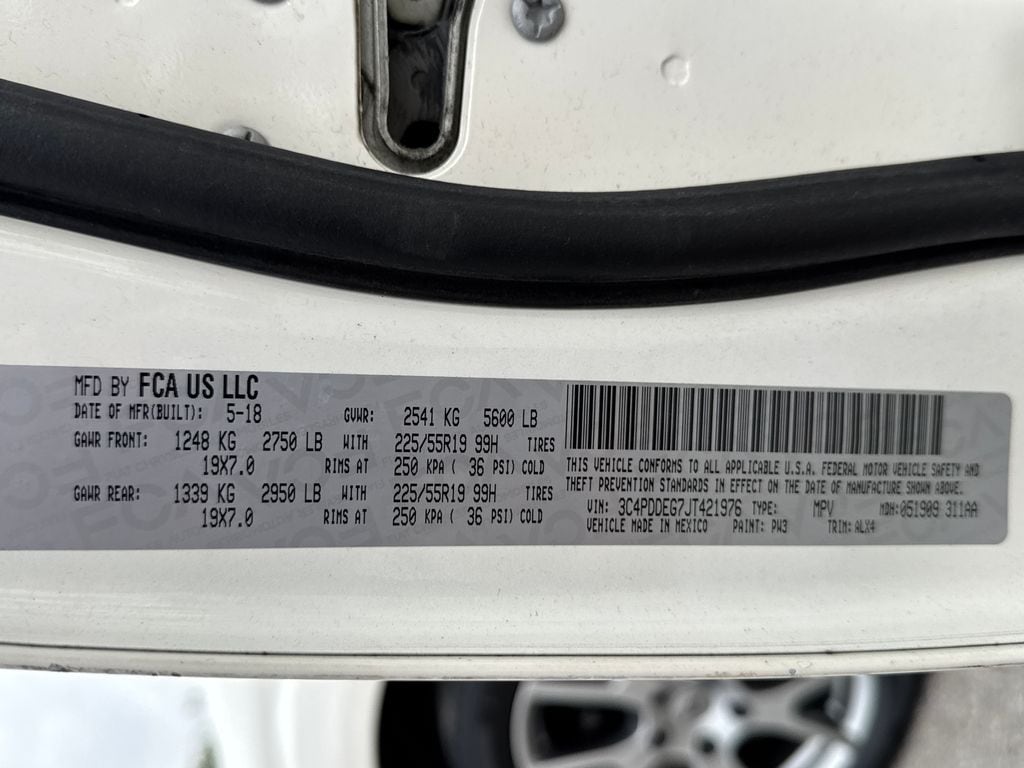 MFD BY FCA US LLC
DATE OF MFR(BUILT): 5-18 GVWR: 2541 KG 5600 LB
GAWR FRONT: 1248 KG 2750 LB WITH 225/55R19 99H TIRES
19X7.0 RIMS AT 250 KPA ( 36 PSI) COLD
GAWR REAR: 1339 KG 2950 LB WITH 225/55R19 99H TIRES
19X7.0 RIMS AT 250 KPA ( 36 PSI) COLD
THIS VEHICLE CONFORMS TO ALL APPLICABLE U.S.A. FEDERAL MOTOR VEHICLE SAFETY AND
THEFT PREVENTION STANDARDS IN EFFECT ON THE DATE OF MANUFACTURE SHOWN ABOVE.
VIN: 3C4PDDEG7JT421976 TYPE: MPV MDH: 051909 311AA
VEHICLE MADE IN MEXICO PAINT: PW3 TRIM: ALX4